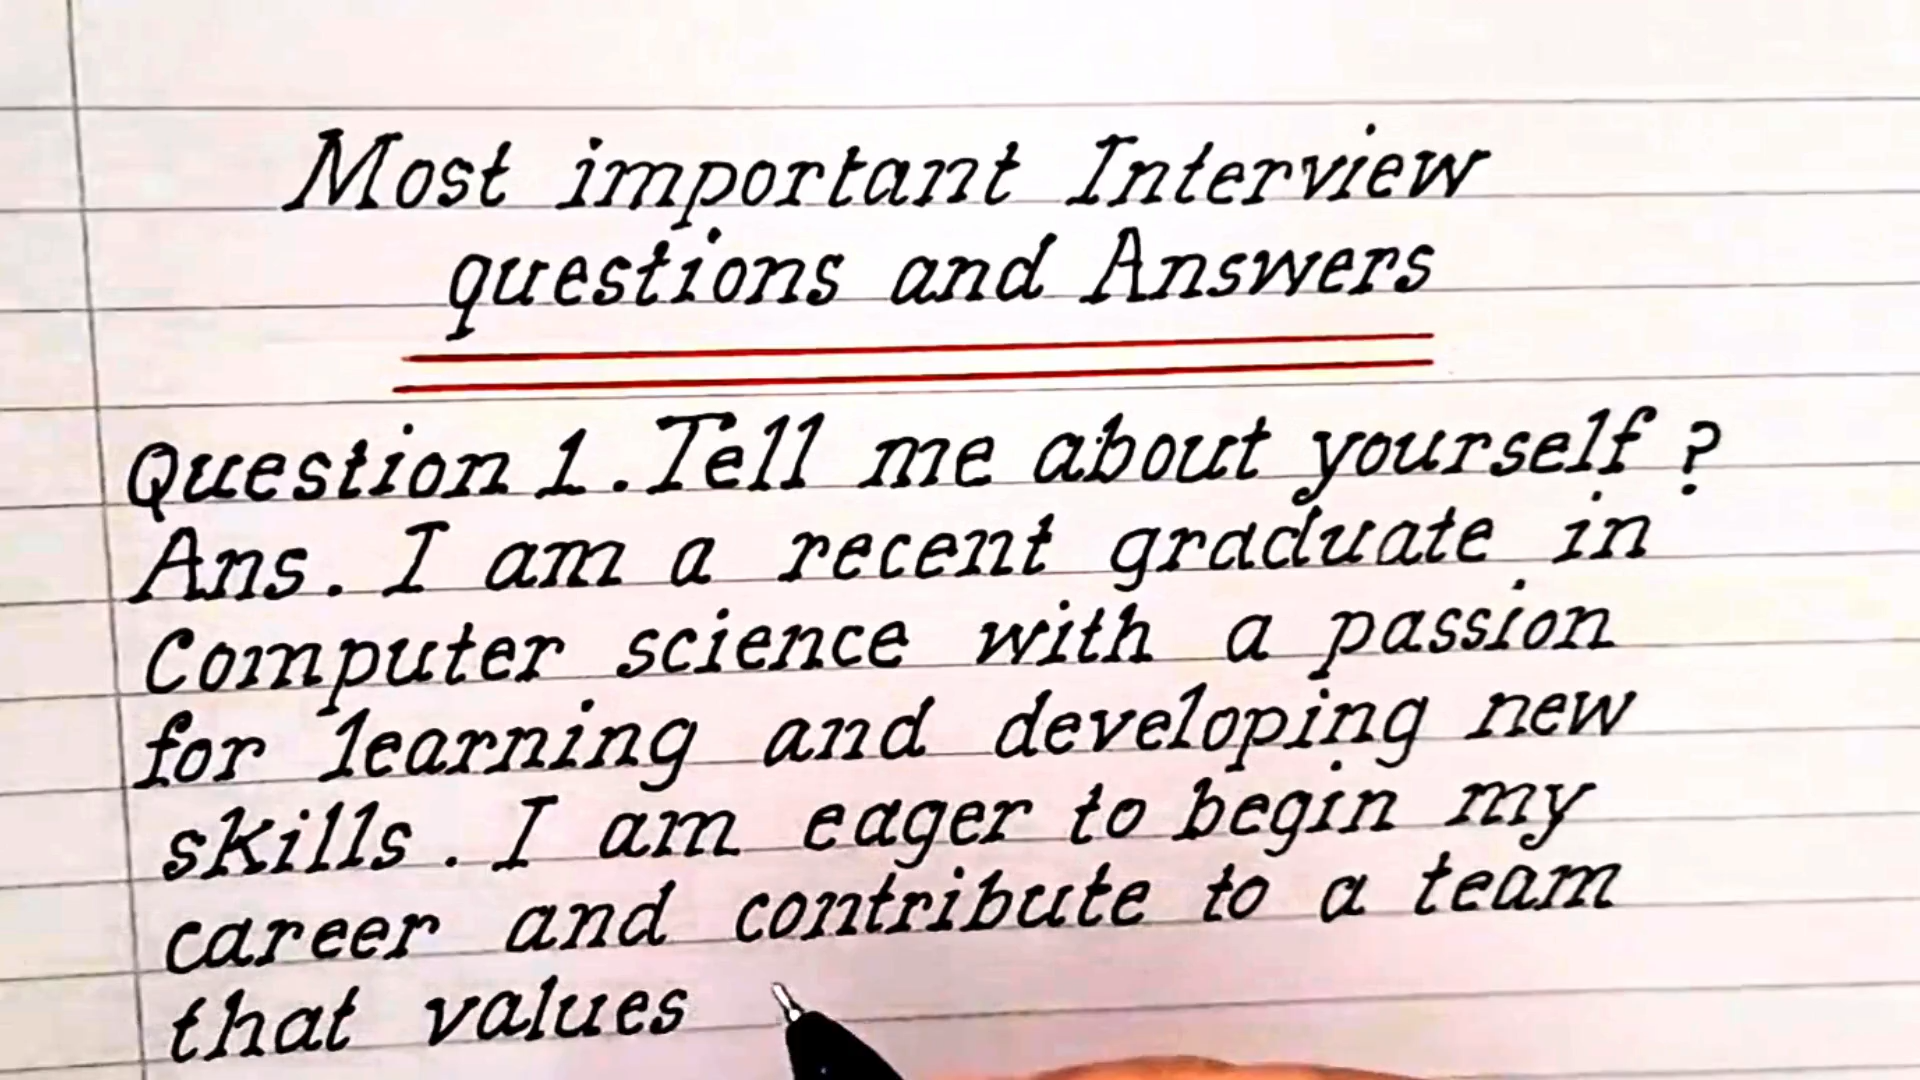 Most important Interview
questions and Answers
Question 1. Tell me about yourself ?
Ans. I am a recent graduate in
Computer science with a passion
for learning and developing new
skills. I am eager to begin my
career and contribute to a team
that values